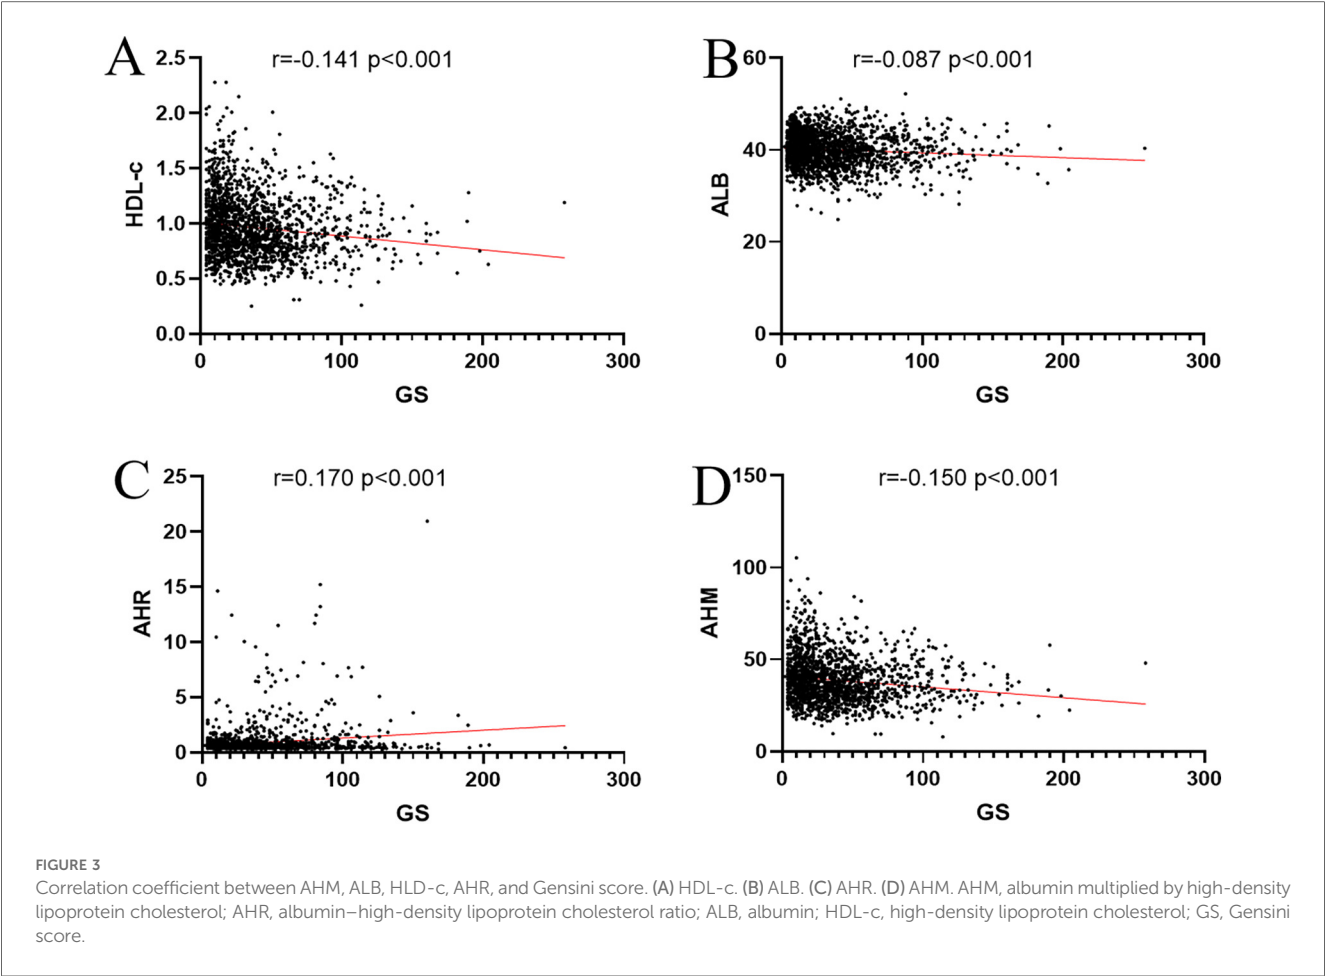 A
r=-0.141 p<0.001
2.5
2.0
1.5
1.0
0.5
0.0
HDL-c
0 100 200 300
GS
B
r=-0.087 p<0.001
60
40
20
0
ALB
0 100 200 300
GS
C
r=0.170 p<0.001
25
20
15
10
5
0
AHR
0 100 200 300
GS
D
r=-0.150 p<0.001
150
100
50
0
AHM
0 100 200 300
GS
FIGURE 3
Correlation coefficient between AHM, ALB, HLD-c, AHR, and Gensini score. (A) HDL-c. (B) ALB. (C) AHR. (D) AHM. AHM, albumin multiplied by high-density
lipoprotein cholesterol; AHR, albumin–high-density lipoprotein cholesterol ratio; ALB, albumin; HDL-c, high-density lipoprotein cholesterol; GS, Gensini
score.